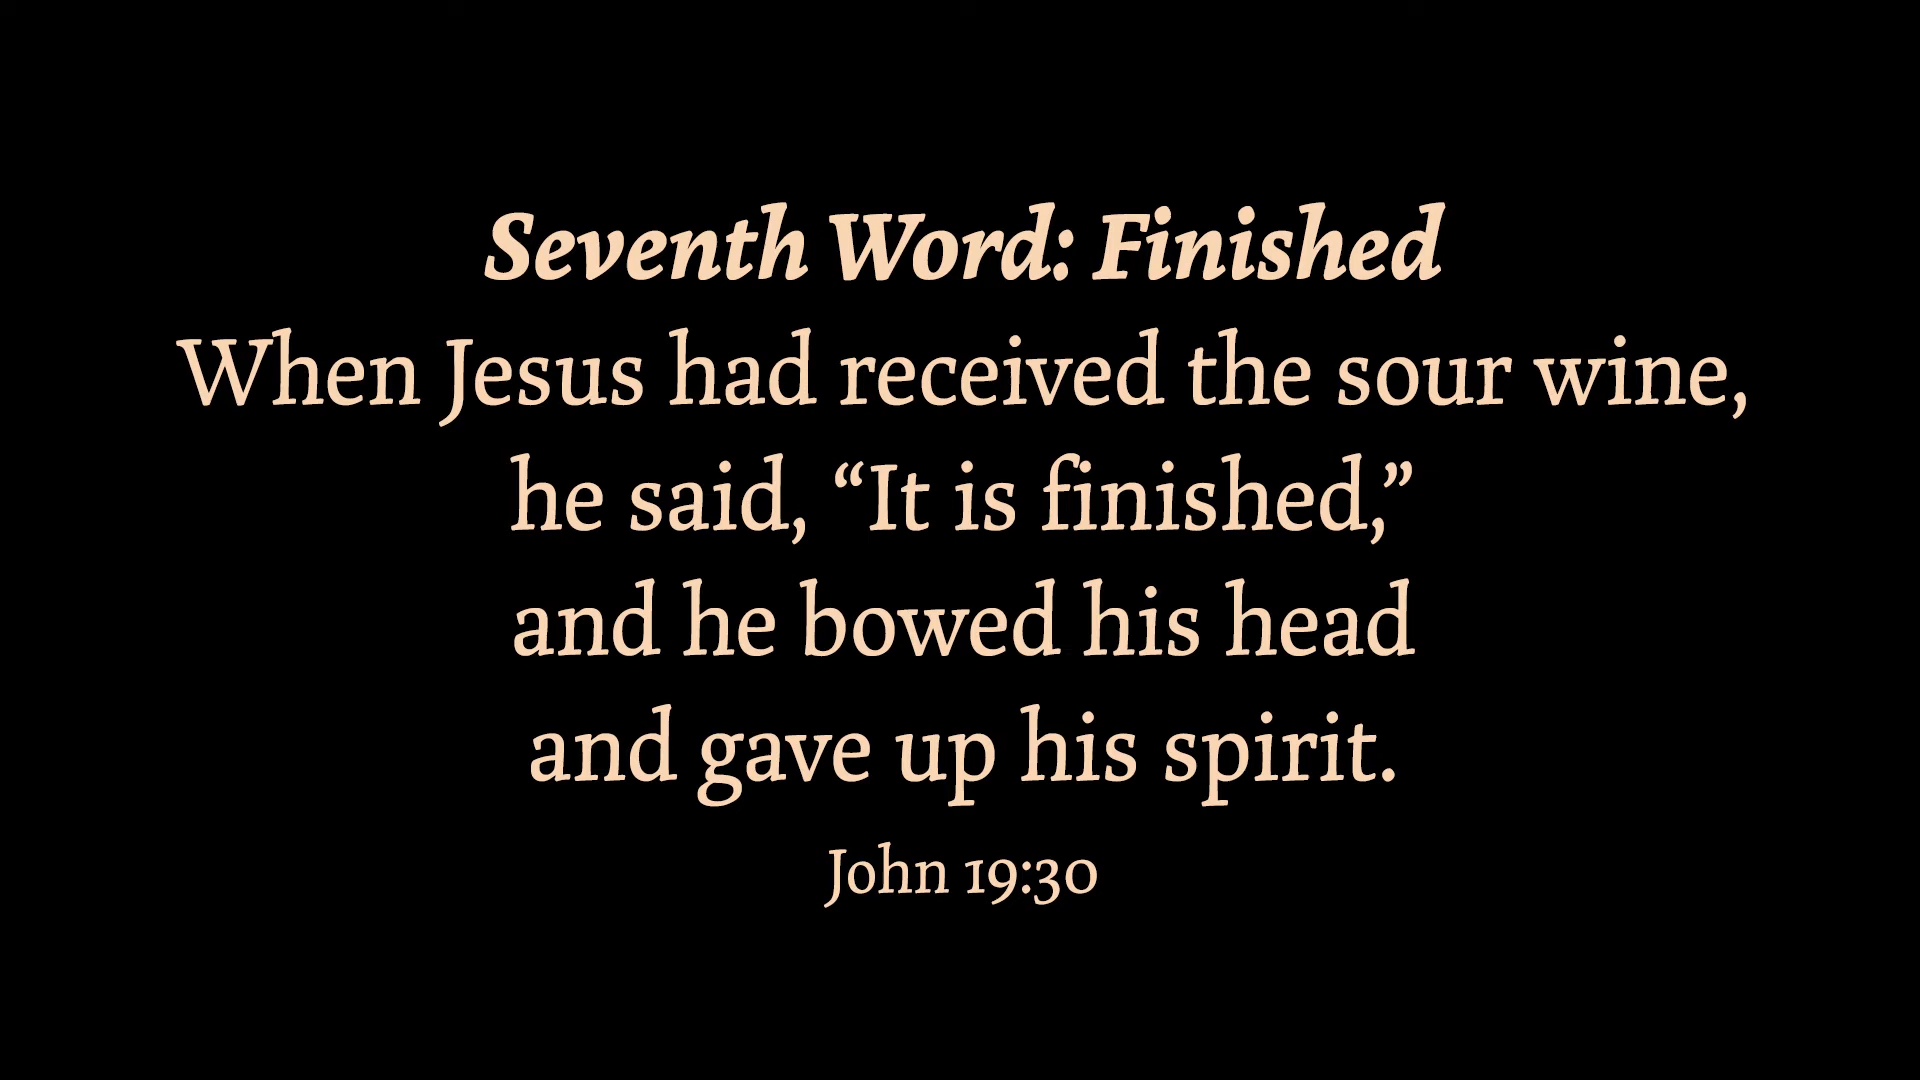 Seventh Word: Finished
When Jesus had received the sour wine,
he said, “It is finished,”
and he bowed his head
and gave up his spirit.
John 19:30